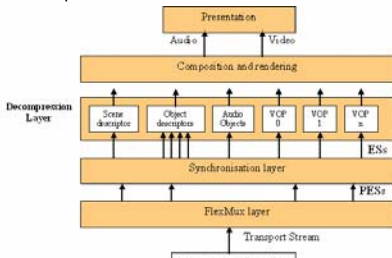 Presentation
Audio
Video
Composition and rendering
Decompression
Layer
Scene
descriptor
Object
descriptors
Audio
Objects
VOP
0
VOP
1
VOP
n
ESs
Synchronisation layer
PESs
FlexMux layer
Transport Stream